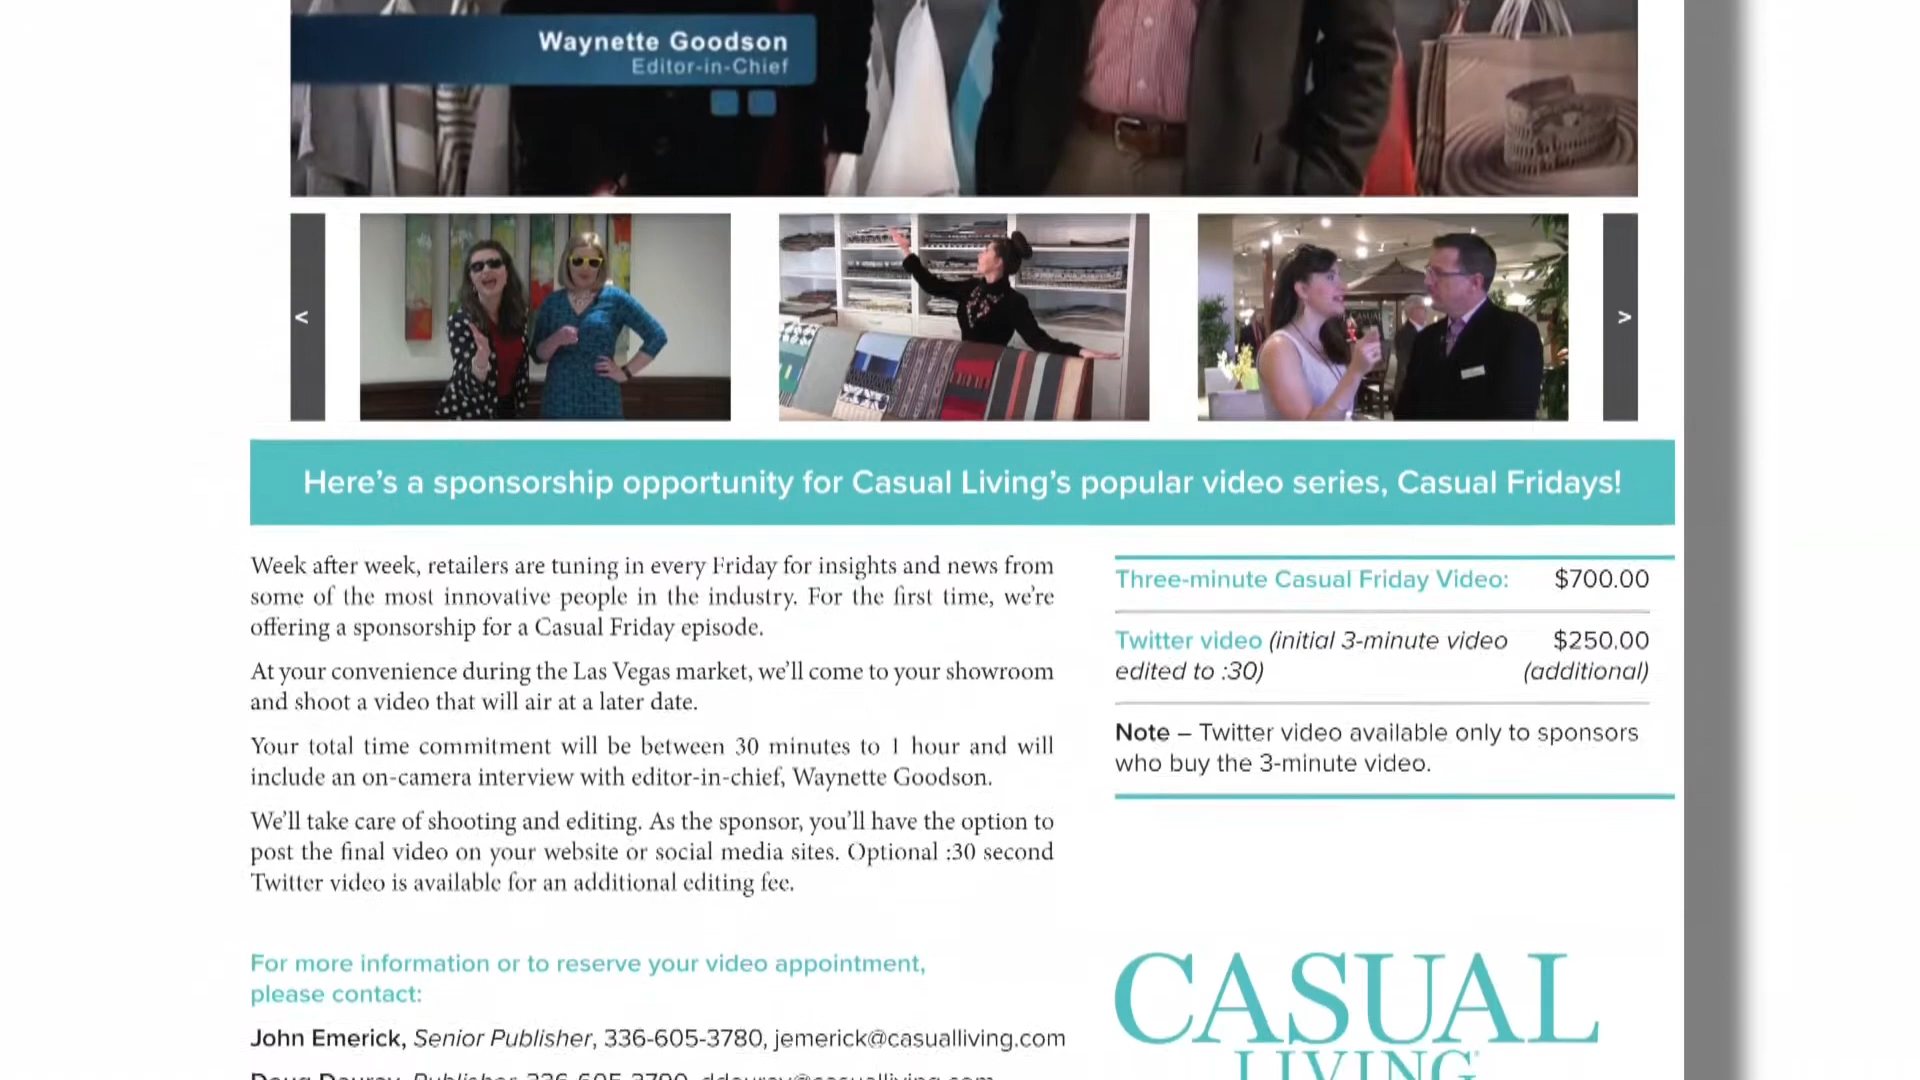 Waynette Goodson
Editor-in-Chief
<
>
Here’s a sponsorship opportunity for Casual Living’s popular video series, Casual Fridays!
Week after week, retailers are tuning in every Friday for insights and news from
some of the most innovative people in the industry. For the first time, we’re
offering a sponsorship for a Casual Friday episode.
At your convenience during the Las Vegas market, we’ll come to your showroom
and shoot a video that will air at a later date.
Your total time commitment will be between 30 minutes to 1 hour and will
include an on-camera interview with editor-in-chief, Waynette Goodson.
We’ll take care of shooting and editing. As the sponsor, you’ll have the option to
post the final video on your website or social media sites. Optional :30 second
Twitter video is available for an additional editing fee.
Three-minute Casual Friday Video: $700.00
Twitter video (initial 3-minute video $250.00
edited to :30) (additional)
Note – Twitter video available only to sponsors
who buy the 3-minute video.
For more information or to reserve your video appointment,
please contact:
John Emerick, Senior Publisher, 336-605-3780, jemerick@casualliving.com
CASUAL
LIVING